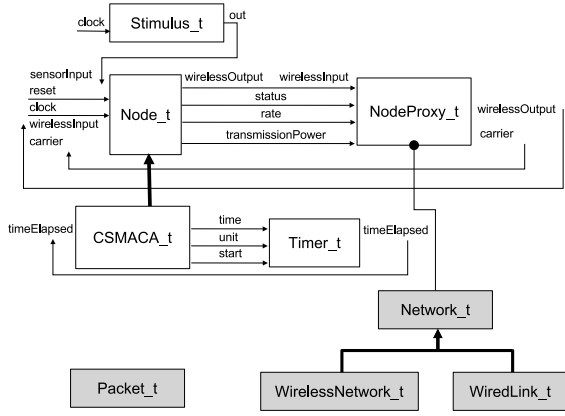 clock
Stimulus_t
out
sensorInput
reset
clock
wirelessInput
carrier
Node_t
wirelessOutput
wirelessInput
status
rate
transmissionPower
NodeProxy_t
wirelessOutput
carrier
timeElapsed
CSMACA_t
time
unit
start
Timer_t
timeElapsed
Network_t
Packet_t
WirelessNetwork_t
WiredLink_t